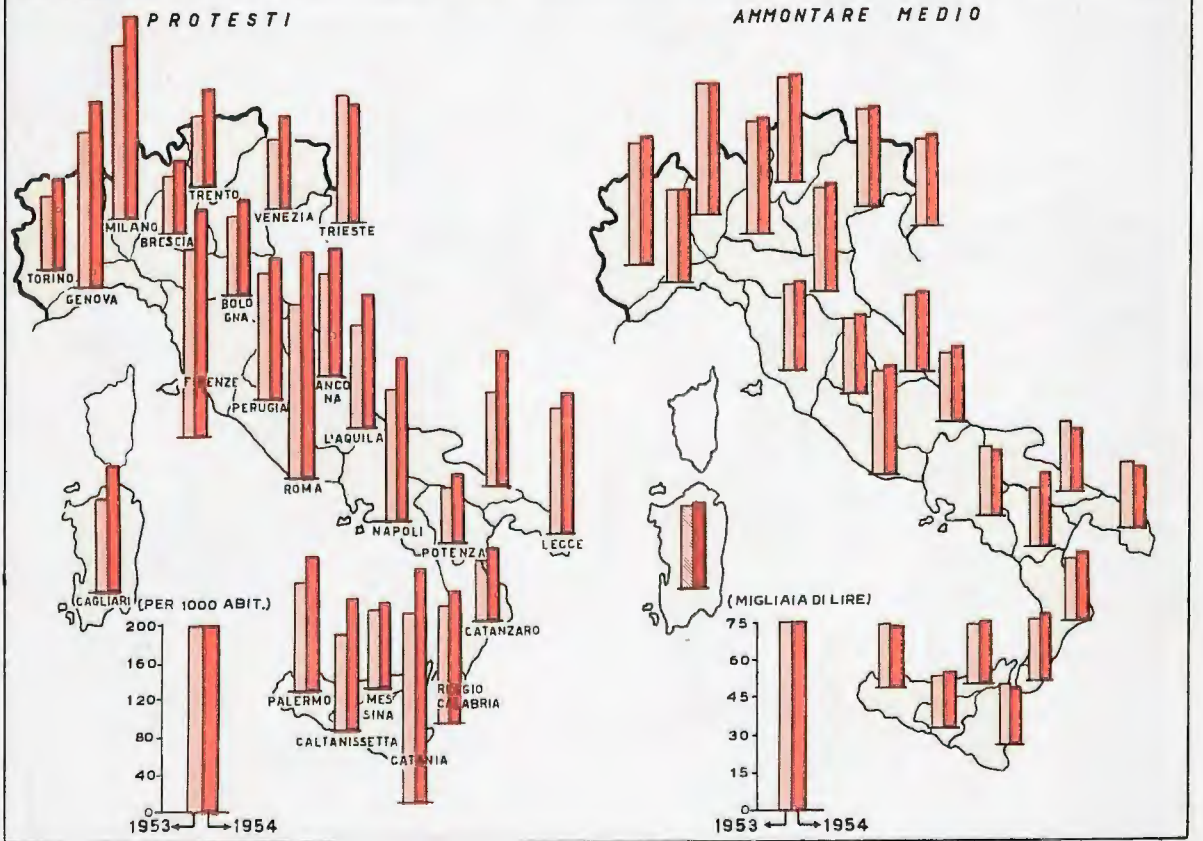 PROTESTI
TORINO
GENOVA
MILANO
BRESCIA
TRENTO
VENEZIA
TRIESTE
BOLO
GNA
FIRENZE
PERUGIA
ANCO
NA
L'AQUILA
ROMA
NAPOLI
POTENZA
LECCE
CATANZARO
REGGIO
CALABRIA
CAGLIARI
PALERMO
MES
SINA
CALTANISSETTA
CATANIA
(PER 1000 ABIT.)
200
160
120
80
40
0
1953
1954
AMMONTARE MEDIO
(MIGLIAIA DI LIRE)
75
60
45
30
15
0
1953
1954